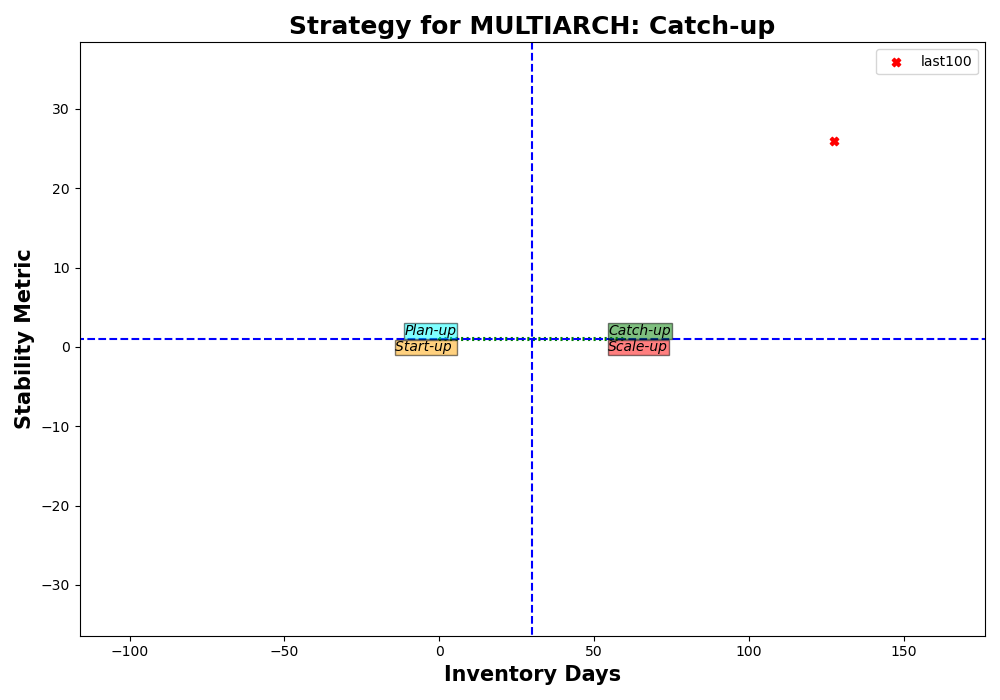 Strategy for MULTIARCH: Catch-up
last100
30
20
10
0
−10
−20
−30
Stability Metric
Plan-up
Catch-up
Start-up
Scale-up
−100
−50
0
50
100
150
Inventory Days